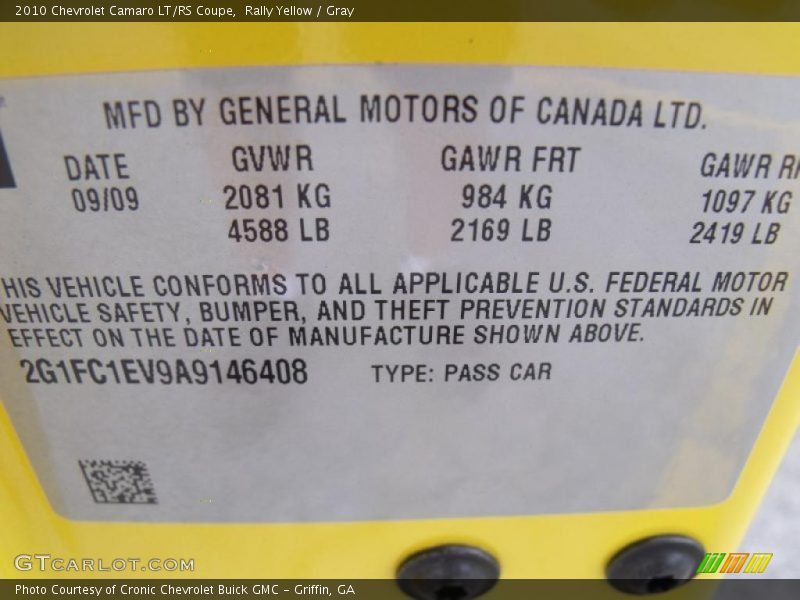 2010 Chevrolet Camaro LT/RS Coupe, Rally Yellow / Gray
MFD BY GENERAL MOTORS OF CANADA LTD.
DATE GVWR GAWR FRT GAWR
09/09 2081 KG 984 KG 1097 KG
4588 LB 2169 LB 2419 LB
HIS VEHICLE CONFORMS TO ALL APPLICABLE U.S. FEDERAL MOTOR
VEHICLE SAFETY, BUMPER, AND THEFT PREVENTION STANDARDS IN
EFFECT ON THE DATE OF MANUFACTURE SHOWN ABOVE.
2G1FC1EV9A9146408 TYPE: PASS CAR
GTCARLOT.COM
Photo Courtesy of Cronic Chevrolet Buick GMC – Griffin, GA